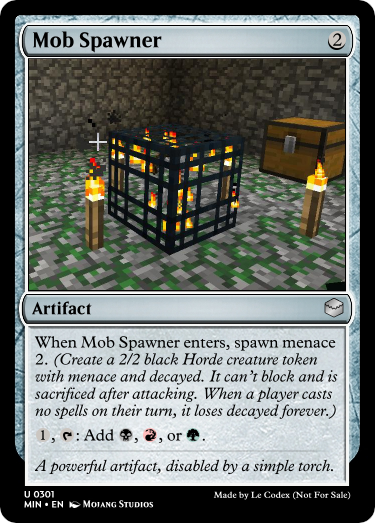 Mob Spawner 2
Artifact
When Mob Spawner enters, spawn menace
2. (Create a 2/2 black Horde creature token
with menace and decayed. It can't block and is
sacrificed after attacking. When a player casts
no spells on their turn, it loses decayed forever.)
1, : Add , , or .
A powerful artifact, disabled by a simple torch.
U 0301
MIN • EN Mojang Studios
Made by Le Codex (Not For Sale)